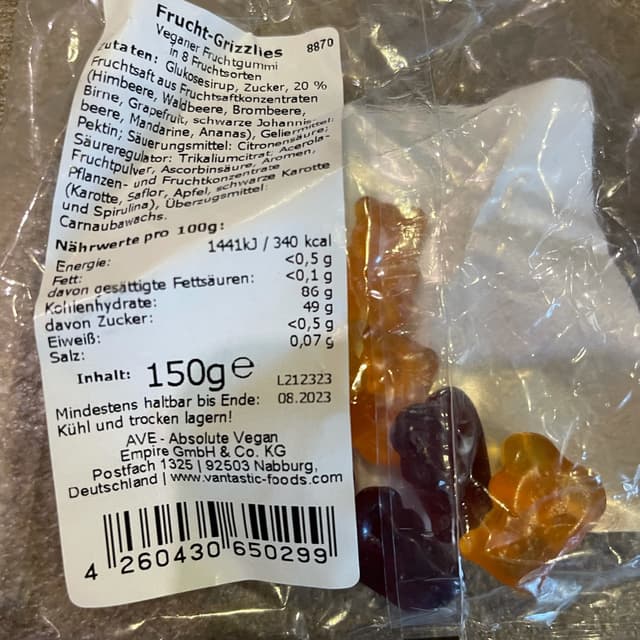 Frucht-Grizzlies
8870
Veganer Fruchtgummi
in 8 Fruchtsorten
Zutaten: Glukosesirup, Zucker, 20 %
Fruchtsaft aus Fruchtsaftkonzentraten
(Himbeere, Waldbeere, Brombeere,
Birne, Grapefruit, schwarze Johannis-
beere, Mandarine, Ananas), Geliermittel:
Pektin; Säuerungsmittel: Citronensäure;
Säureregulator: Trikaliumcitrat; Acerola-
Fruchtpulver, Ascorbinsäure, Aromen,
Pflanzen- und Fruchtkonzentrate
(Karotte, Saflor, Apfel, schwarze Karotte
und Spirulina), Überzugsmittel:
Carnaubawachs.
Nährwerte pro 100g:
Energie: 1441kJ / 340 kcal
Fett: <0,5 g
davon gesättigte Fettsäuren: <0,1 g
Kohlenhydrate: 86 g
davon Zucker: 49 g
Eiweiß: <0,5 g
Salz: 0,07 g
Inhalt: 150g e
L212323
Mindestens haltbar bis Ende: 08.2023
Kühl und trocken lagern!
AVE - Absolute Vegan
Empire GmbH & Co. KG
Postfach 1325 | 92503 Nabburg,
Deutschland | www.vantastic-foods.com
4 260430 650299